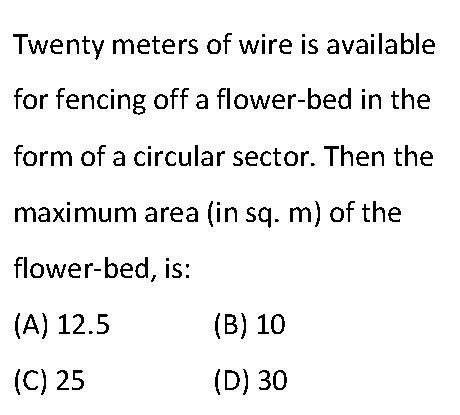 Twenty meters of wire is available
for fencing off a flower-bed in the
form of a circular sector. Then the
maximum area (in sq. m) of the
flower-bed, is:
(A) 12.5 (B) 10
(C) 25 (D) 30